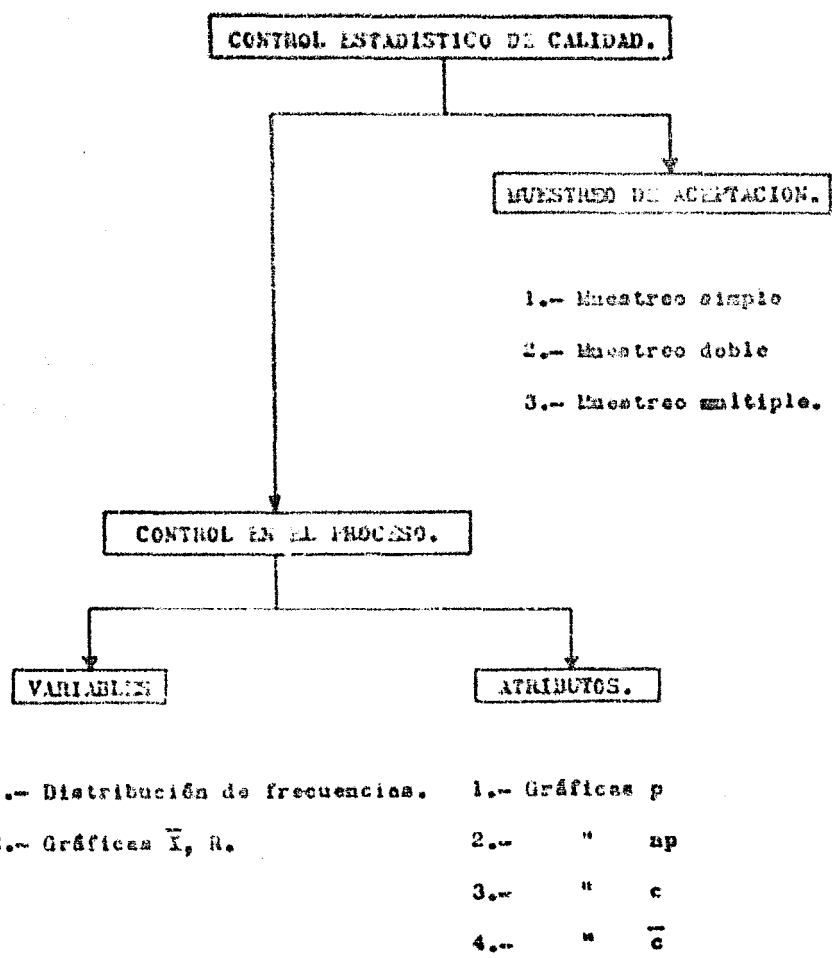 CONTROL ESTADISTICO DE CALIDAD.
MUESTREO DE ACEPTACION.
1.- Muestreo simple
2.- Muestreo doble
3.- Muestreo multiple.
CONTROL EN EL PROCESO.
VARIABLES
ATRIBUTOS.
.- Distribución de frecuencias.
.- Gráficas X̅, R.
1.- Gráficas p
2.- " np
3.- " c
4.- " c̅